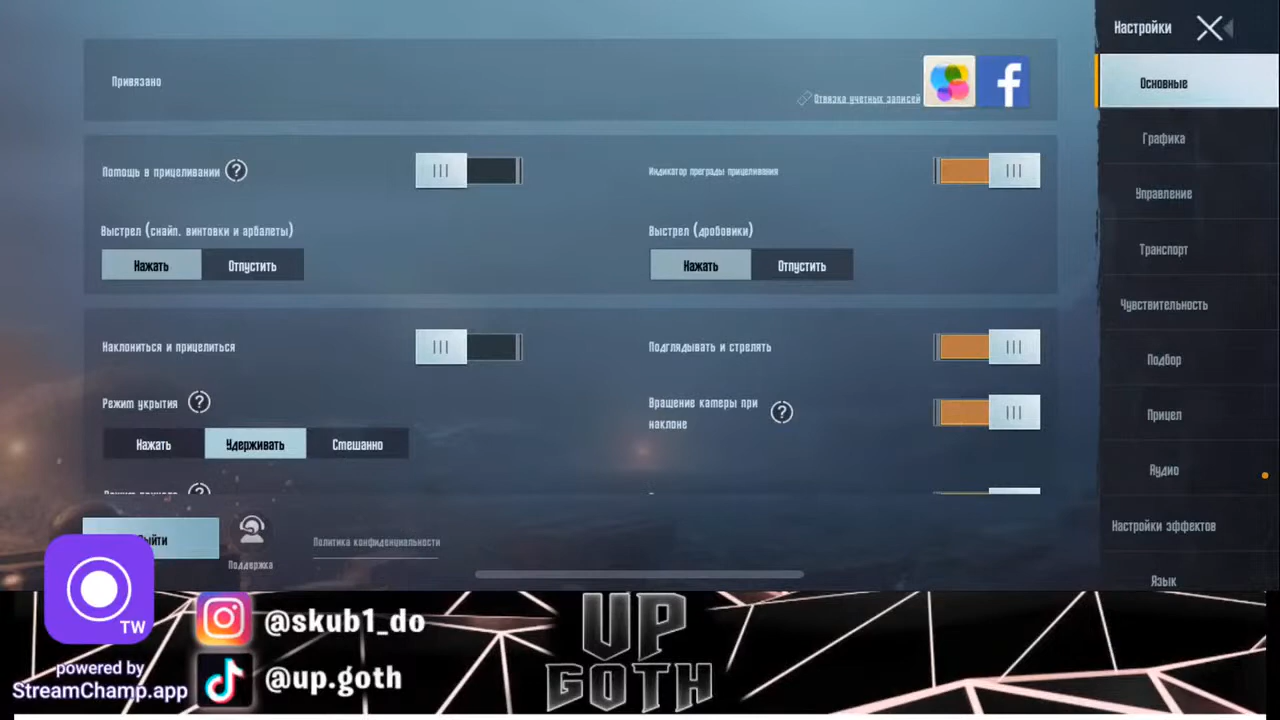 Настройки
Привязано
Отвязка учетных записей
Основные
Графика
Управление
Транспорт
Чувствительность
Подбор
Прицел
Аудио
Настройки эффектов
Язык
Помощь в прицеливании ?
Индикатор преграды прицеливания
Выстрел (снайп. винтовки и арбалеты)
Выстрел (дробовики)
Нажать Отпустить
Нажать Отпустить
Наклониться и прицелиться
Подглядывать и стрелять
Режим укрытия ?
Вращение камеры при
наклоне ?
Нажать Удерживать Смешанно
Поддержка
Политика конфиденциальности
TW
powered by
StreamChamp.app
@skub1_do
@up.goth
UP
GOTH